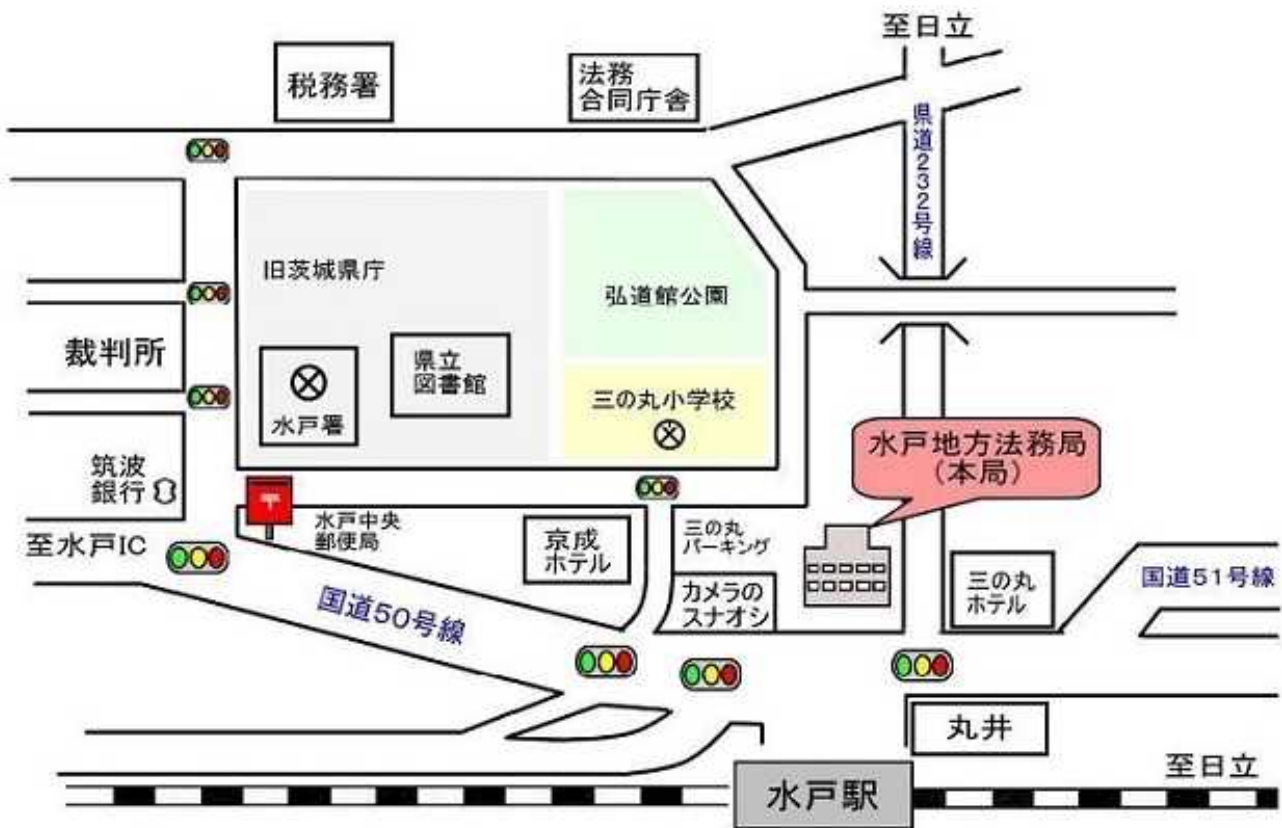 至日立
税務署
法務
合同庁舎
県道232号線
旧茨城県庁
弘道館公園
裁判所
県立
図書館
三の丸小学校
水戸署
水戸地方法務局
(本局)
筑波
銀行
〒
水戸中央
郵便局
京成
ホテル
三の丸
パーキング
至水戸IC
カメラの
スナオシ
三の丸
ホテル
国道51号線
国道50号線
丸井
至日立
水戸駅